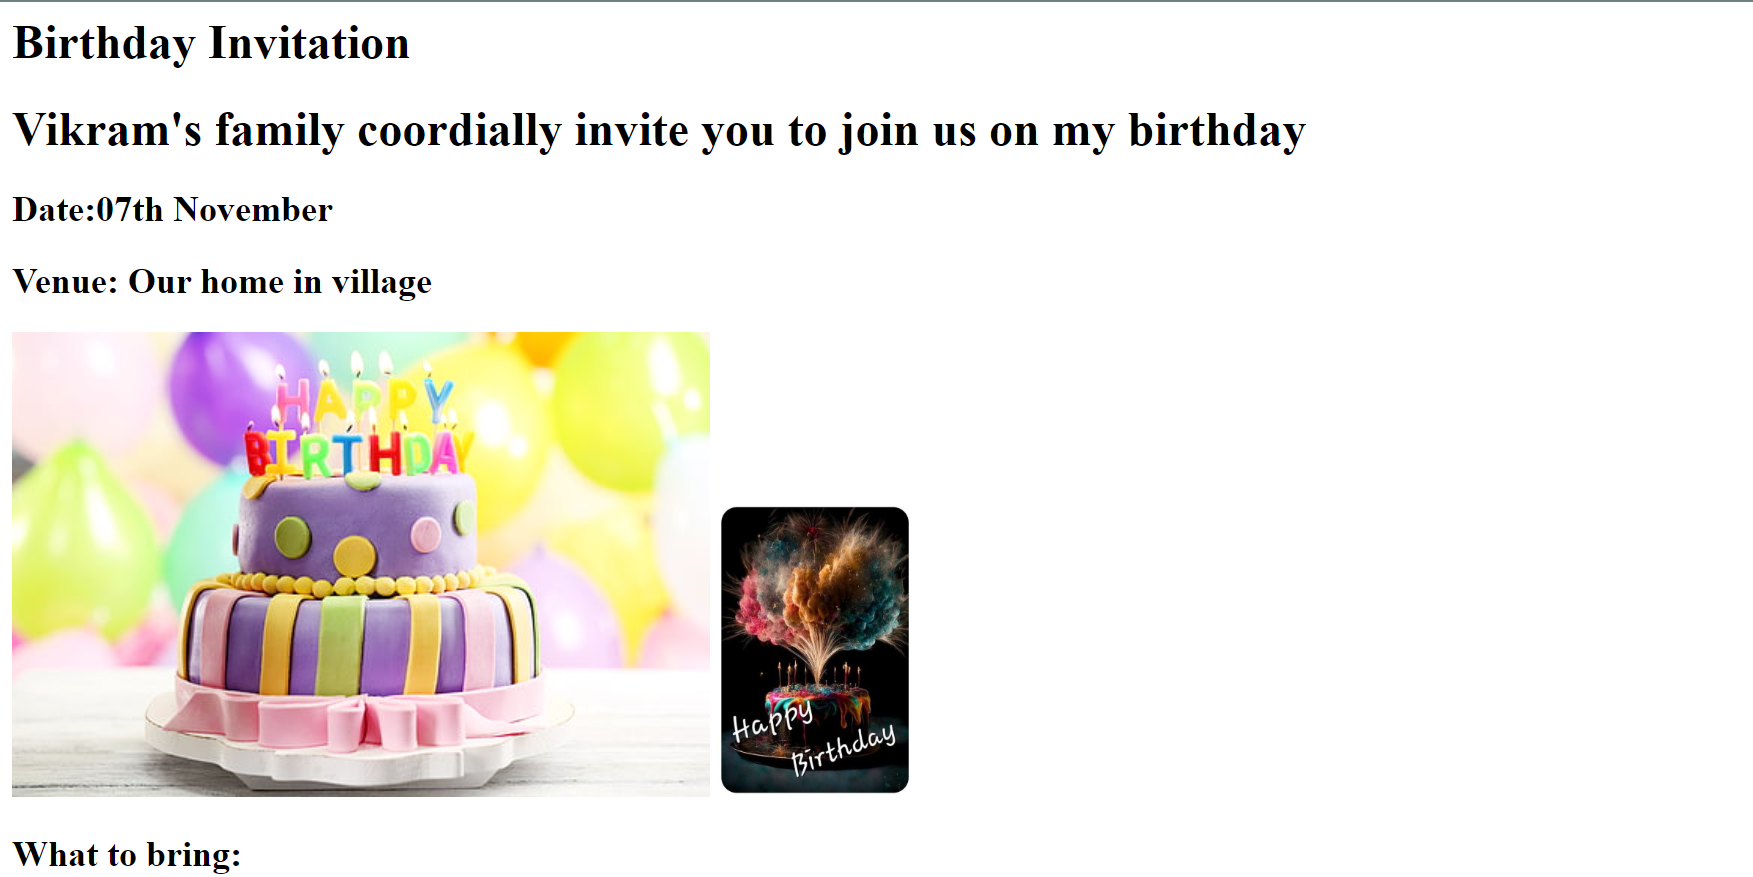 Birthday Invitation
Vikram's family coordially invite you to join us on my birthday
Date:07th November
Venue: Our home in village
HAPPY
BIRTHDAY
Happy
Birthday
What to bring: